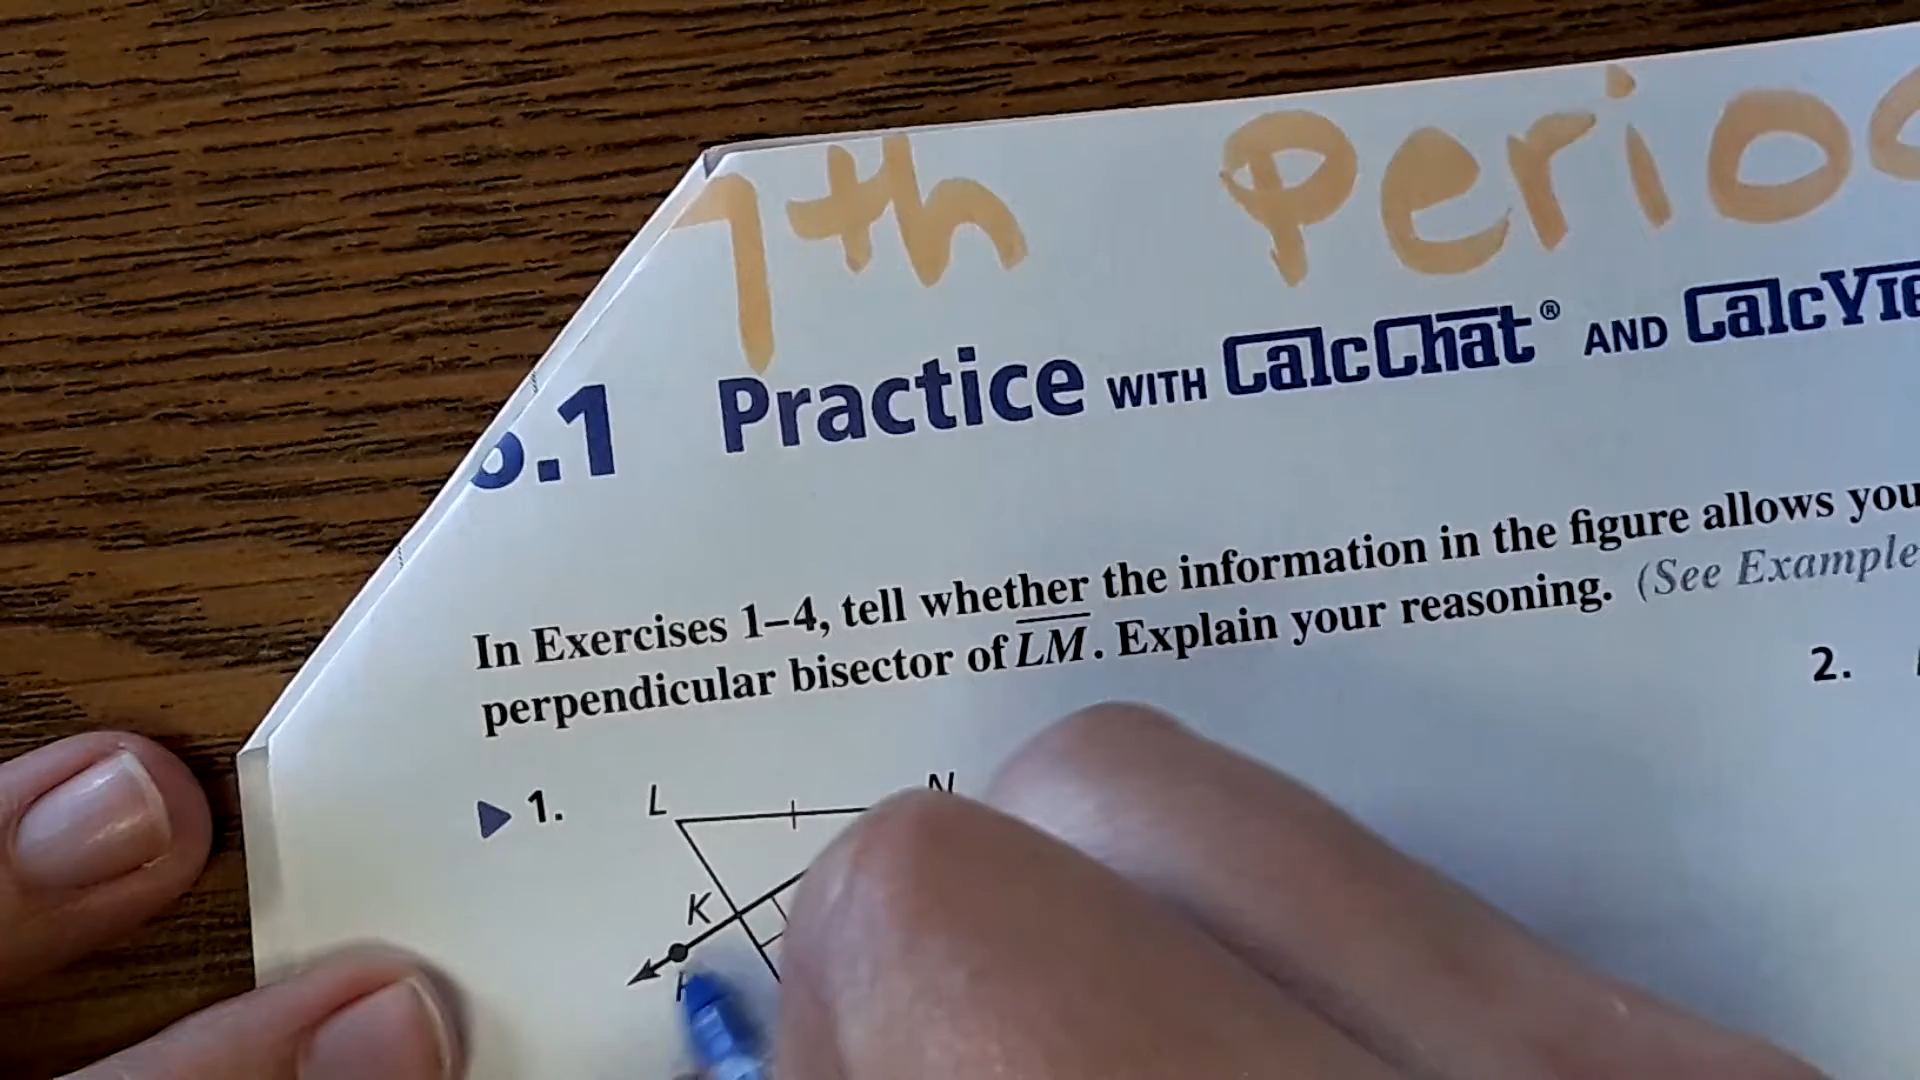 7th Period
.1 Practice WITH CalcChat® AND CalcVIE
In Exercises 1–4, tell whether the information in the figure allows you
perpendicular bisector of LM. Explain your reasoning. (See Example
1.
2.
L
N
K